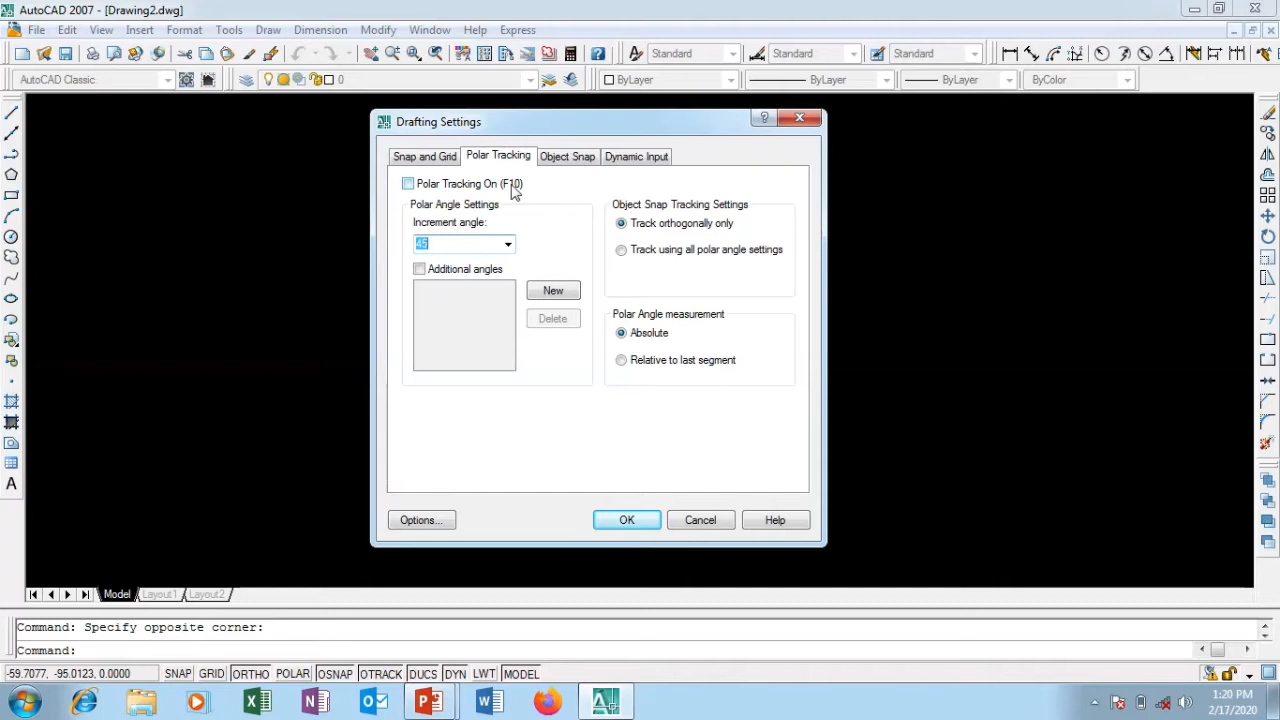 AutoCAD 2007 - [Drawing2.dwg]
File Edit View Insert Format Tools Draw Dimension Modify Window Help Express
Standard Standard Standard
AutoCAD Classic 0 ByLayer ByLayer ByLayer ByColor
Drafting Settings
Snap and Grid Polar Tracking Object Snap Dynamic Input
Polar Tracking On (F10)
Polar Angle Settings
Increment angle:
45
Additional angles
New
Delete
Object Snap Tracking Settings
Track orthogonally only
Track using all polar angle settings
Polar Angle measurement
Absolute
Relative to last segment
Options... OK Cancel Help
Model Layout1 Layout2
Command: Specify opposite corner:
Command:
-59.7077, -95.0123, 0.0000 SNAP GRID ORTHO POLAR OSNAP OTRACK DUCS DYN LWT MODEL
1:20 PM
2/17/2020